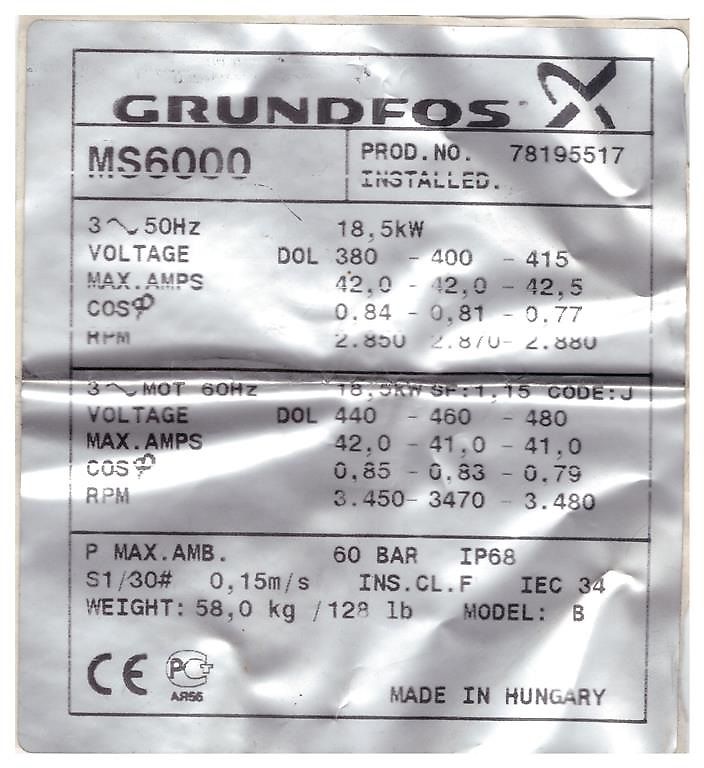 GRUNDFOS
MS6000
PROD.NO. 78195517
INSTALLED.
3~ 50Hz 18,5kW
VOLTAGE DOL 380 - 400 - 415
MAX.AMPS 42,0 - 42,0 - 42,5
COSφ 0.84 - 0,81 - 0.77
RPM 2.850 2.870- 2.880
3~MOT 60Hz 18,5kW SF:1,15 CODE:J
VOLTAGE DOL 440 - 460 - 480
MAX.AMPS 42,0 - 41,0 - 41,0
COSφ 0,85 - 0,83 - 0.79
RPM 3.450- 3470 - 3.480
P MAX.AMB. 60 BAR IP68
S1/30# 0,15m/s INS.CL.F IEC 34
WEIGHT: 58,0 kg /128 lb MODEL: B
CE PCT
АЯ56
MADE IN HUNGARY